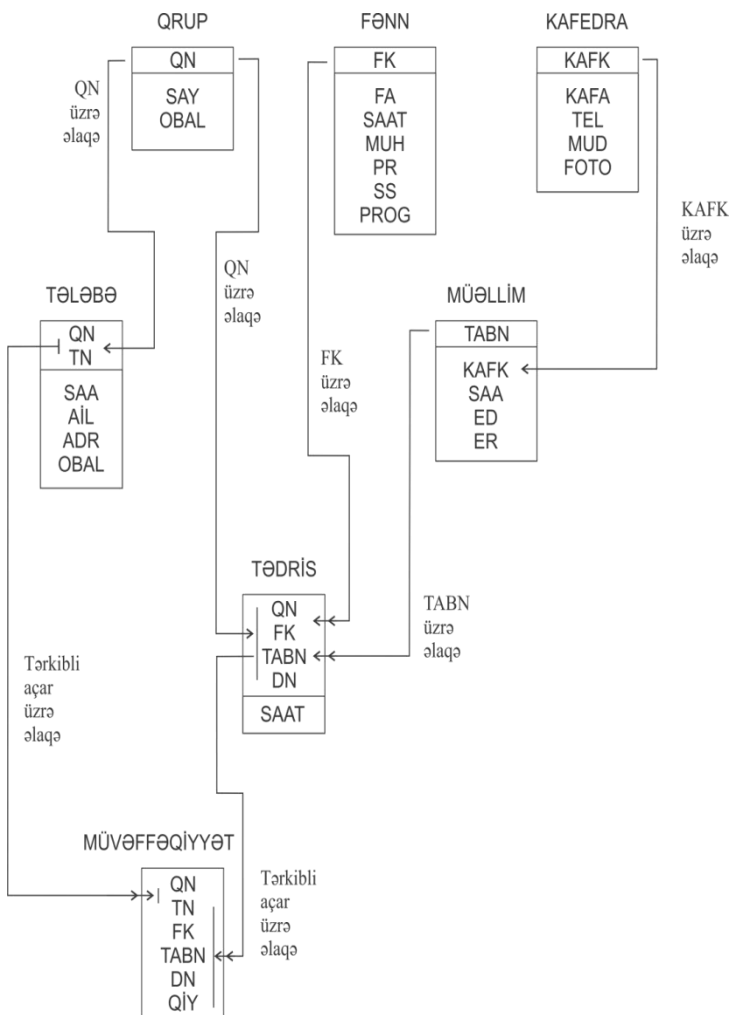 QRUP
QN
SAY
OBAL
FƏNN
FK
FA
SAAT
MUH
PR
SS
PROG
KAFEDRA
KAFK
KAFA
TEL
MUD
FOTO
QN
üzrə
əlaqə
QN
üzrə
əlaqə
KAFK
üzrə
əlaqə
TƏLƏBƏ
QN
TN
SAA
AİL
ADR
OBAL
FK
üzrə
əlaqə
MÜƏLLİM
TABN
KAFK
SAA
ED
ER
TƏDRİS
QN
FK
TABN
DN
SAAT
TABN
üzrə
əlaqə
Tərkibli
açar
üzrə
əlaqə
MÜVƏFFƏQİYYƏT
QN
TN
FK
TABN
DN
QİY
Tərkibli
açar
üzrə
əlaqə